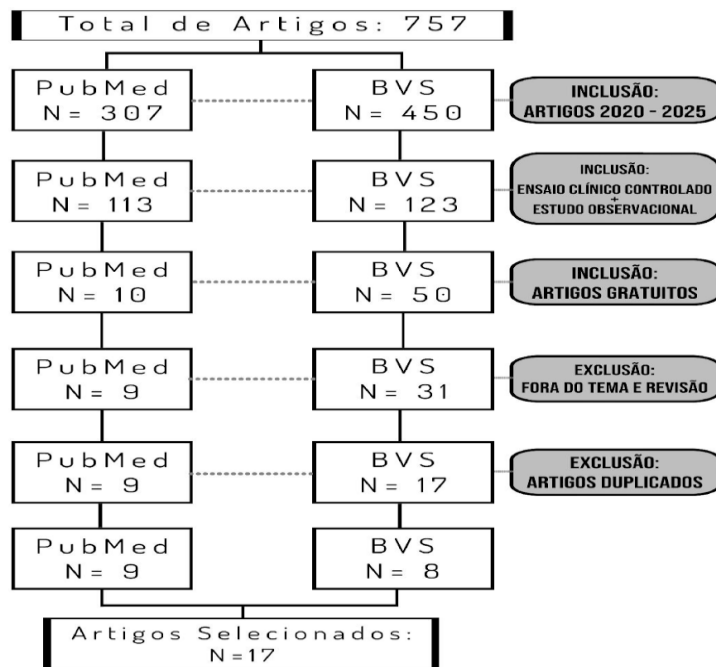 Total de Artigos: 757
PubMed
N = 307
BVS
N = 450
INCLUSÃO:
ARTIGOS 2020 - 2025
PubMed
N = 113
BVS
N = 123
INCLUSÃO:
ENSAIO CLÍNICO CONTROLADO
+
ESTUDO OBSERVACIONAL
PubMed
N = 10
BVS
N = 50
INCLUSÃO:
ARTIGOS GRATUITOS
PubMed
N = 9
BVS
N = 31
EXCLUSÃO:
FORA DO TEMA E REVISÃO
PubMed
N = 9
BVS
N = 17
EXCLUSÃO:
ARTIGOS DUPLICADOS
PubMed
N = 9
BVS
N = 8
Artigos Selecionados:
N=17